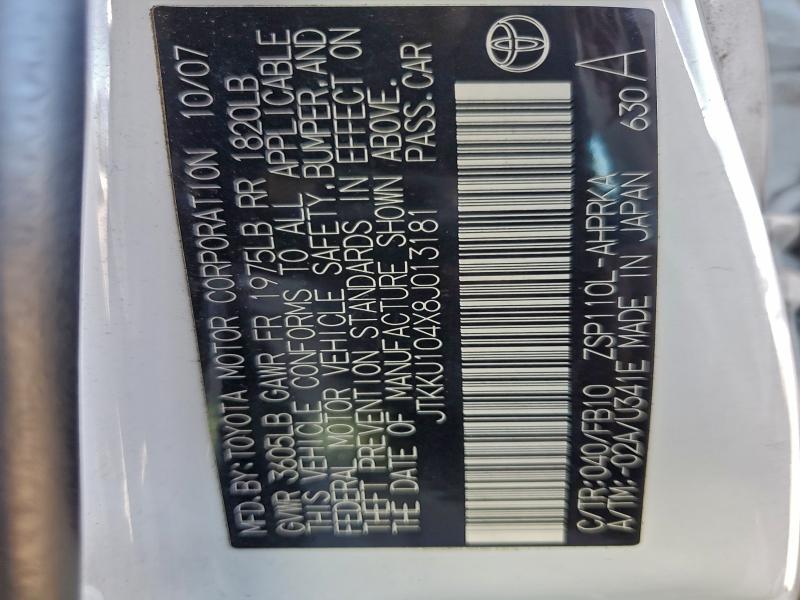 MFD.BY:TOYOTA MOTOR CORPORATION 10/07
GVWR 3605LB GAWR FR 1975LB RR 1820LB
THIS VEHICLE CONFORMS TO ALL APPLICABLE
FEDERAL MOTOR VEHICLE SAFETY, BUMPER, AND
THEFT PREVENTION STANDARDS IN EFFECT ON
THE DATE OF MANUFACTURE SHOWN ABOVE.
JTKKU104X8J013181 PASS.CAR
C/TR:040/FB10 ZSP110L-AHPRKA
A/TM:-02A/U341E MADE IN JAPAN 630 A